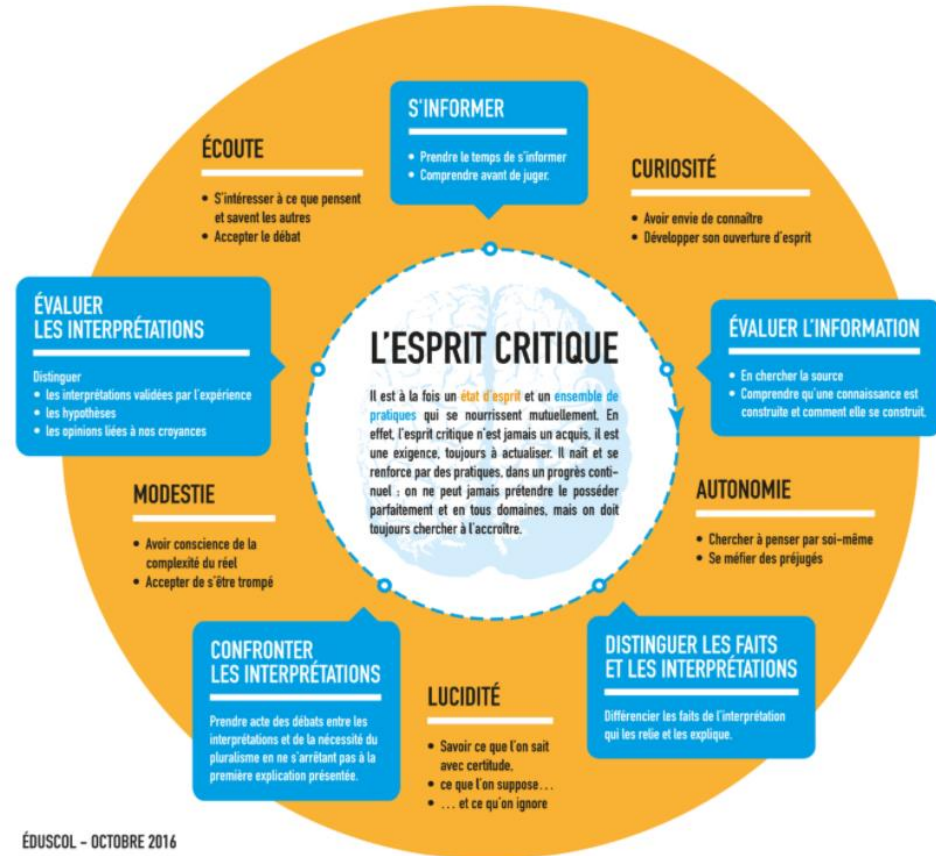 S'INFORMER
• Prendre le temps de s'informer
• Comprendre avant de juger.
CURIOSITÉ
• Avoir envie de connaître
• Développer son ouverture d'esprit
ÉVALUER L'INFORMATION
• En chercher la source
• Comprendre qu'une connaissance est
construite et comment elle se construit.
AUTONOMIE
• Chercher à penser par soi-même
• Se méfier des préjugés
DISTINGUER LES FAITS
ET LES INTERPRÉTATIONS
Différencier les faits de l'interprétation
qui les relie et les explique.
LUCIDITÉ
• Savoir ce que l'on sait
avec certitude,
• ce que l'on suppose...
• ... et ce qu'on ignore
CONFRONTER
LES INTERPRÉTATIONS
Prendre acte des débats entre les
interprétations et de la nécessité du
pluralisme en ne s'arrêtant pas à la
première explication présentée.
MODESTIE
• Avoir conscience de la
complexité du réel
• Accepter de s'être trompé
ÉVALUER
LES INTERPRÉTATIONS
Distinguer
• les interprétations validées par l'expérience
• les hypothèses
• les opinions liées à nos croyances
ÉCOUTE
• S'intéresser à ce que pensent
et savent les autres
• Accepter le débat
L'ESPRIT CRITIQUE
Il est à la fois un état d'esprit et un ensemble de
pratiques qui se nourrissent mutuellement. En
effet, l'esprit critique n'est jamais un acquis, il est
une exigence, toujours à actualiser. Il naît et se
renforce par des pratiques, dans un progrès conti-
nuel : on ne peut jamais prétendre le posséder
parfaitement et en tous domaines, mais on doit
toujours chercher à l'accroître.
ÉDUSCOL - OCTOBRE 2016